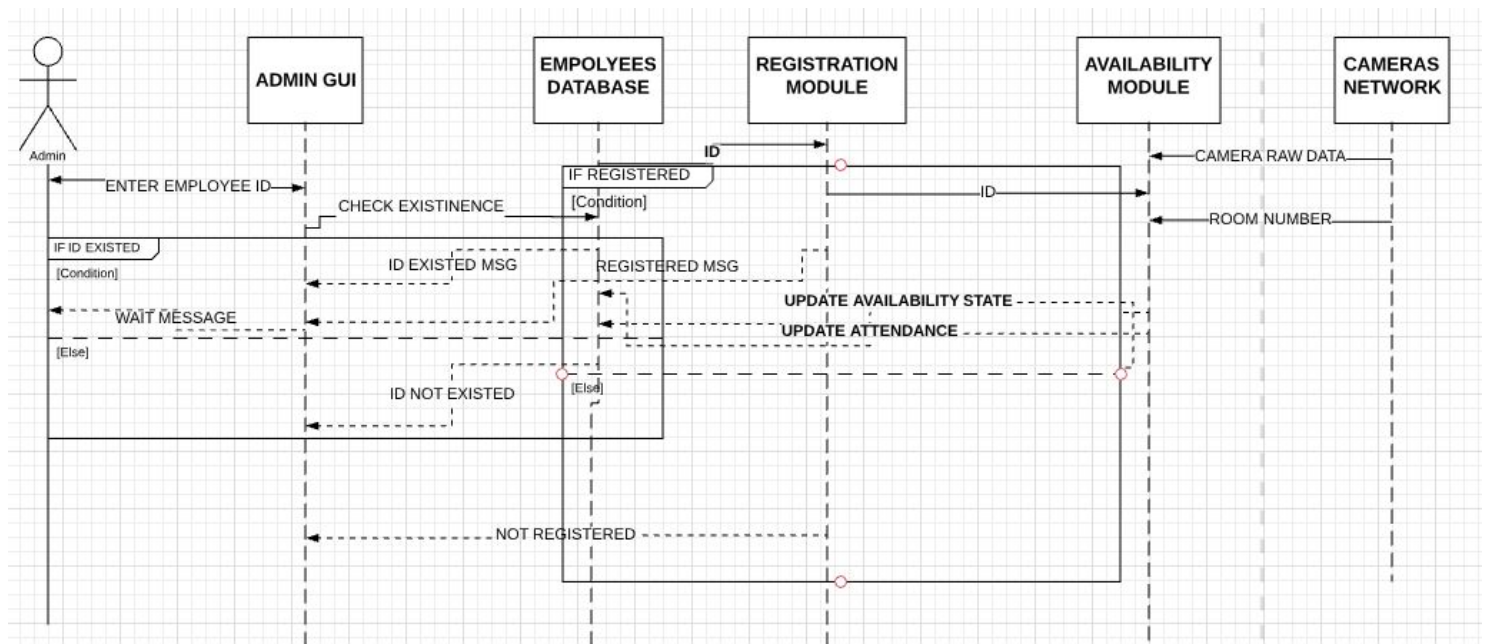 ADMIN GUI
EMPOLYEES
DATABASE
REGISTRATION
MODULE
AVAILABILITY
MODULE
CAMERAS
NETWORK
Admin
ID
CAMERA RAW DATA
IF REGISTERED
ENTER EMPLOYEE ID
ID
[Condition]
CHECK EXISTINENCE
ROOM NUMBER
IF ID EXISTED
ID EXISTED MSG
REGISTERED MSG
[Condition]
UPDATE AVAILABILITY STATE
WAIT MESSAGE
UPDATE ATTENDANCE
[Else]
[Else]
ID NOT EXISTED
NOT REGISTERED